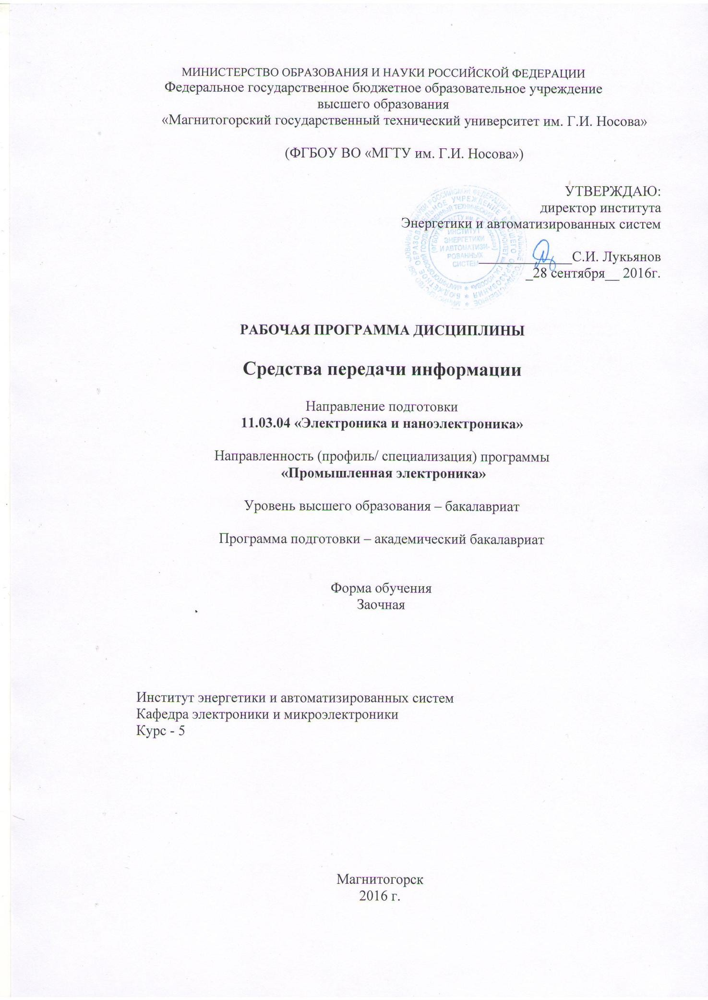 МИНИСТЕРСТВО ОБРАЗОВАНИЯ И НАУКИ РОССИЙСКОЙ ФЕДЕРАЦИИ
Федеральное государственное бюджетное образовательное учреждение
высшего образования
«Магнитогорский государственный технический университет им. Г.И. Носова»
(ФГБОУ ВО «МГТУ им. Г.И. Носова»)
УТВЕРЖДАЮ:
директор института
Энергетики и автоматизированных систем
ИНСТИТУТ
ЭНЕРГЕТИКИ
И АВТОМАТИЗИ-
РОВАННЫХ
СИСТЕМ
______________С.И. Лукьянов
_28 сентября__ 2016г.
РАБОЧАЯ ПРОГРАММА ДИСЦИПЛИНЫ
Средства передачи информации
Направление подготовки
11.03.04 «Электроника и наноэлектроника»
Направленность (профиль/ специализация) программы
«Промышленная электроника»
Уровень высшего образования – бакалавриат
Программа подготовки – академический бакалавриат
Форма обучения
Заочная
Институт энергетики и автоматизированных систем
Кафедра электроники и микроэлектроники
Курс - 5
Магнитогорск
2016 г.